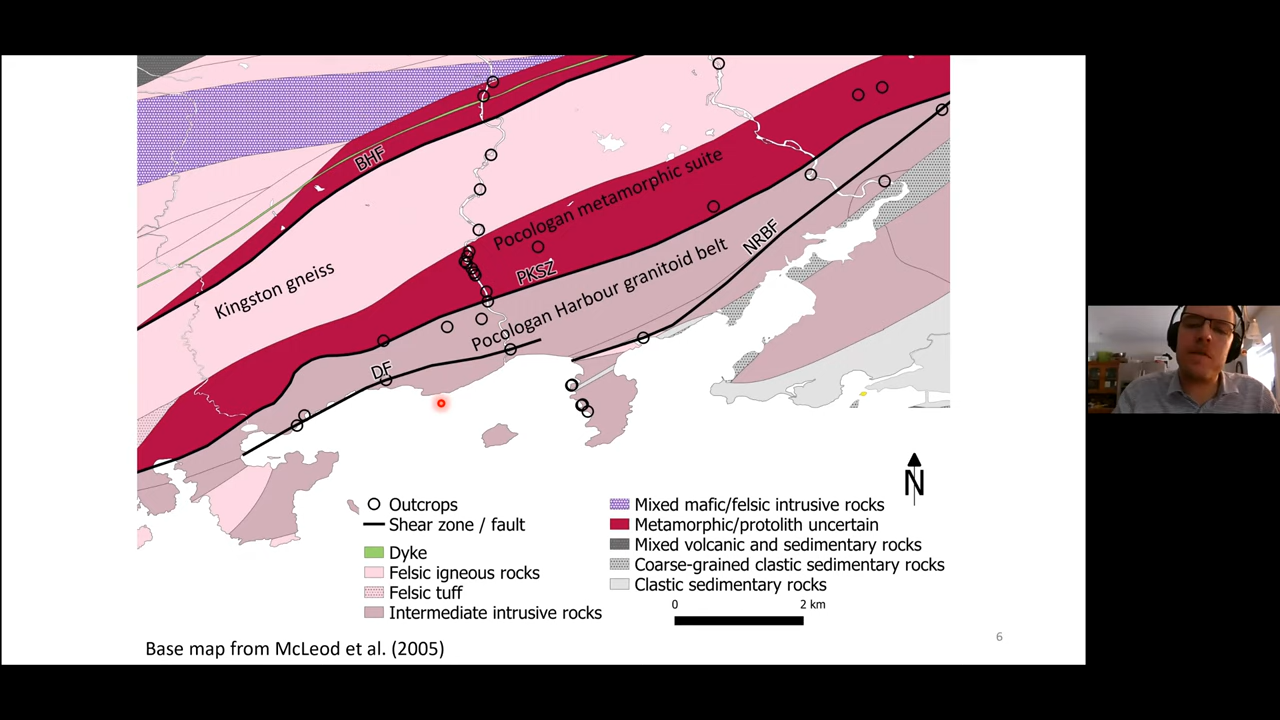 BHF
Pocologan metamorphic suite
Kingston gneiss
PKSZ
NRBF
Pocologan Harbour granitoid belt
DF
N
Outcrops
Shear zone / fault
Dyke
Felsic igneous rocks
Felsic tuff
Intermediate intrusive rocks
Mixed mafic/felsic intrusive rocks
Metamorphic/protolith uncertain
Mixed volcanic and sedimentary rocks
Coarse-grained clastic sedimentary rocks
Clastic sedimentary rocks
0 2 km
Base map from McLeod et al. (2005)
6